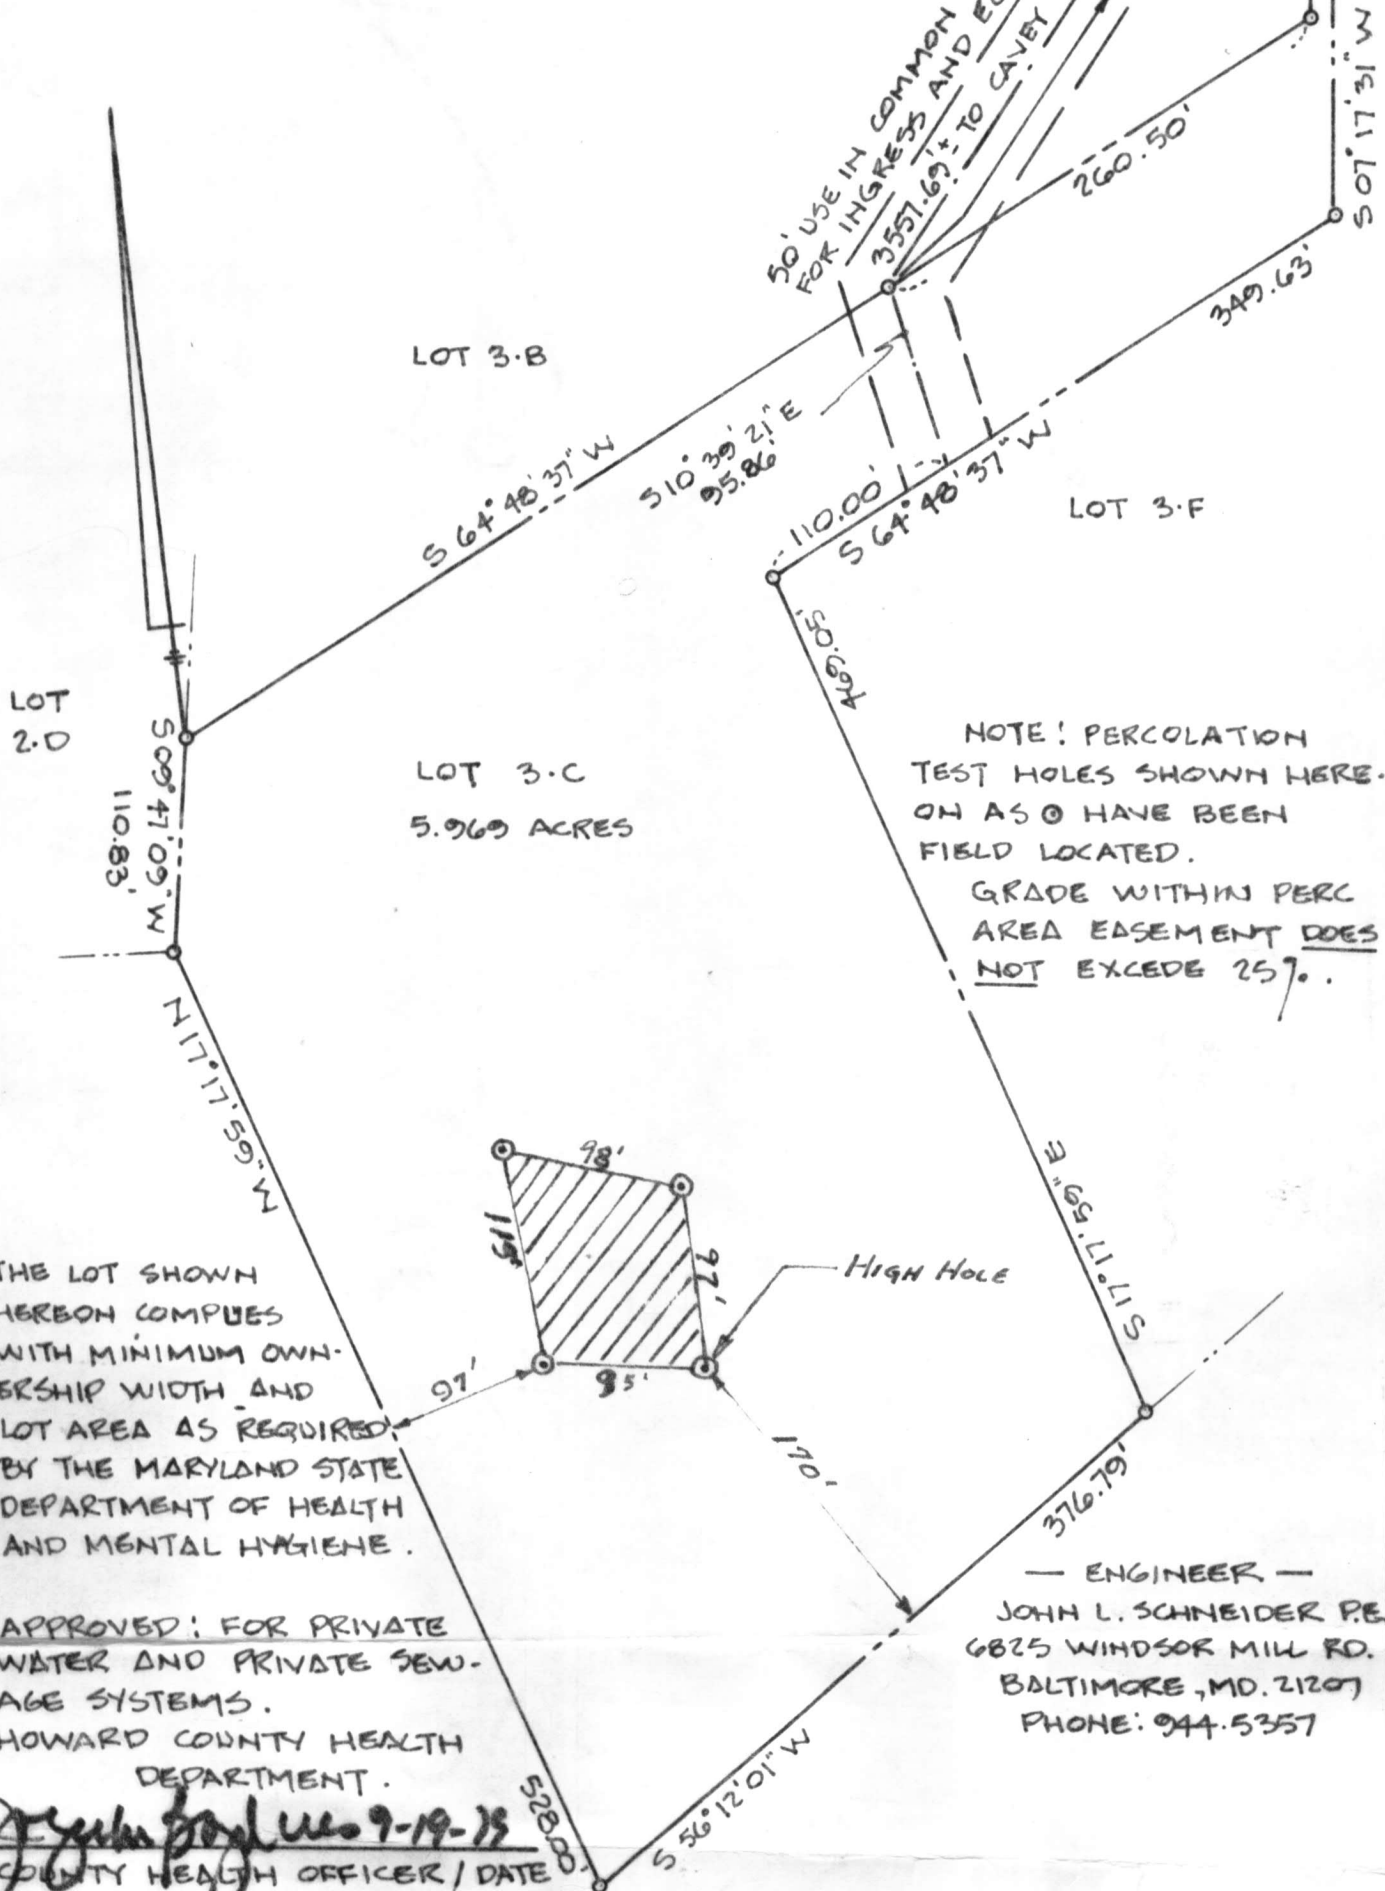 50' USE IN COMMON
FOR INGRESS AND
3557.69'± TO CAVEY
260.50'
S 07° 17' 31" W
349.63'
LOT 3.B
S 64° 48' 37" W
S 10° 39' 21" E
95.86'
110.00'
S 64° 48' 37" W
LOT 3.F
469.05'
LOT
2.D
S 09° 47' 09" W
110.83'
LOT 3.C
5.969 ACRES
NOTE! PERCOLATION
TEST HOLES SHOWN HERE-
ON AS ⊙ HAVE BEEN
FIELD LOCATED.
GRADE WITHIN PERC
AREA EASEMENT DOES
NOT EXCEDE 25%.
N 17° 17' 59" W
S 17° 17' 59" E
98'
115'
97'
85'
HIGH HOLE
97'
170'
376.79'
THE LOT SHOWN
HEREON COMPLIES
WITH MINIMUM OWN-
ERSHIP WIDTH AND
LOT AREA AS REQUIRED
BY THE MARYLAND STATE
DEPARTMENT OF HEALTH
AND MENTAL HYGIENE.
APPROVED: FOR PRIVATE
WATER AND PRIVATE SEW-
AGE SYSTEMS.
HOWARD COUNTY HEALTH
DEPARTMENT.
9-19-75
COUNTY HEALTH OFFICER / DATE
528.00'
S 56° 12' 01" W
— ENGINEER —
JOHN L. SCHNEIDER P.E.
6825 WINDSOR MILL RD.
BALTIMORE, MD. 21207
PHONE: 944-5357